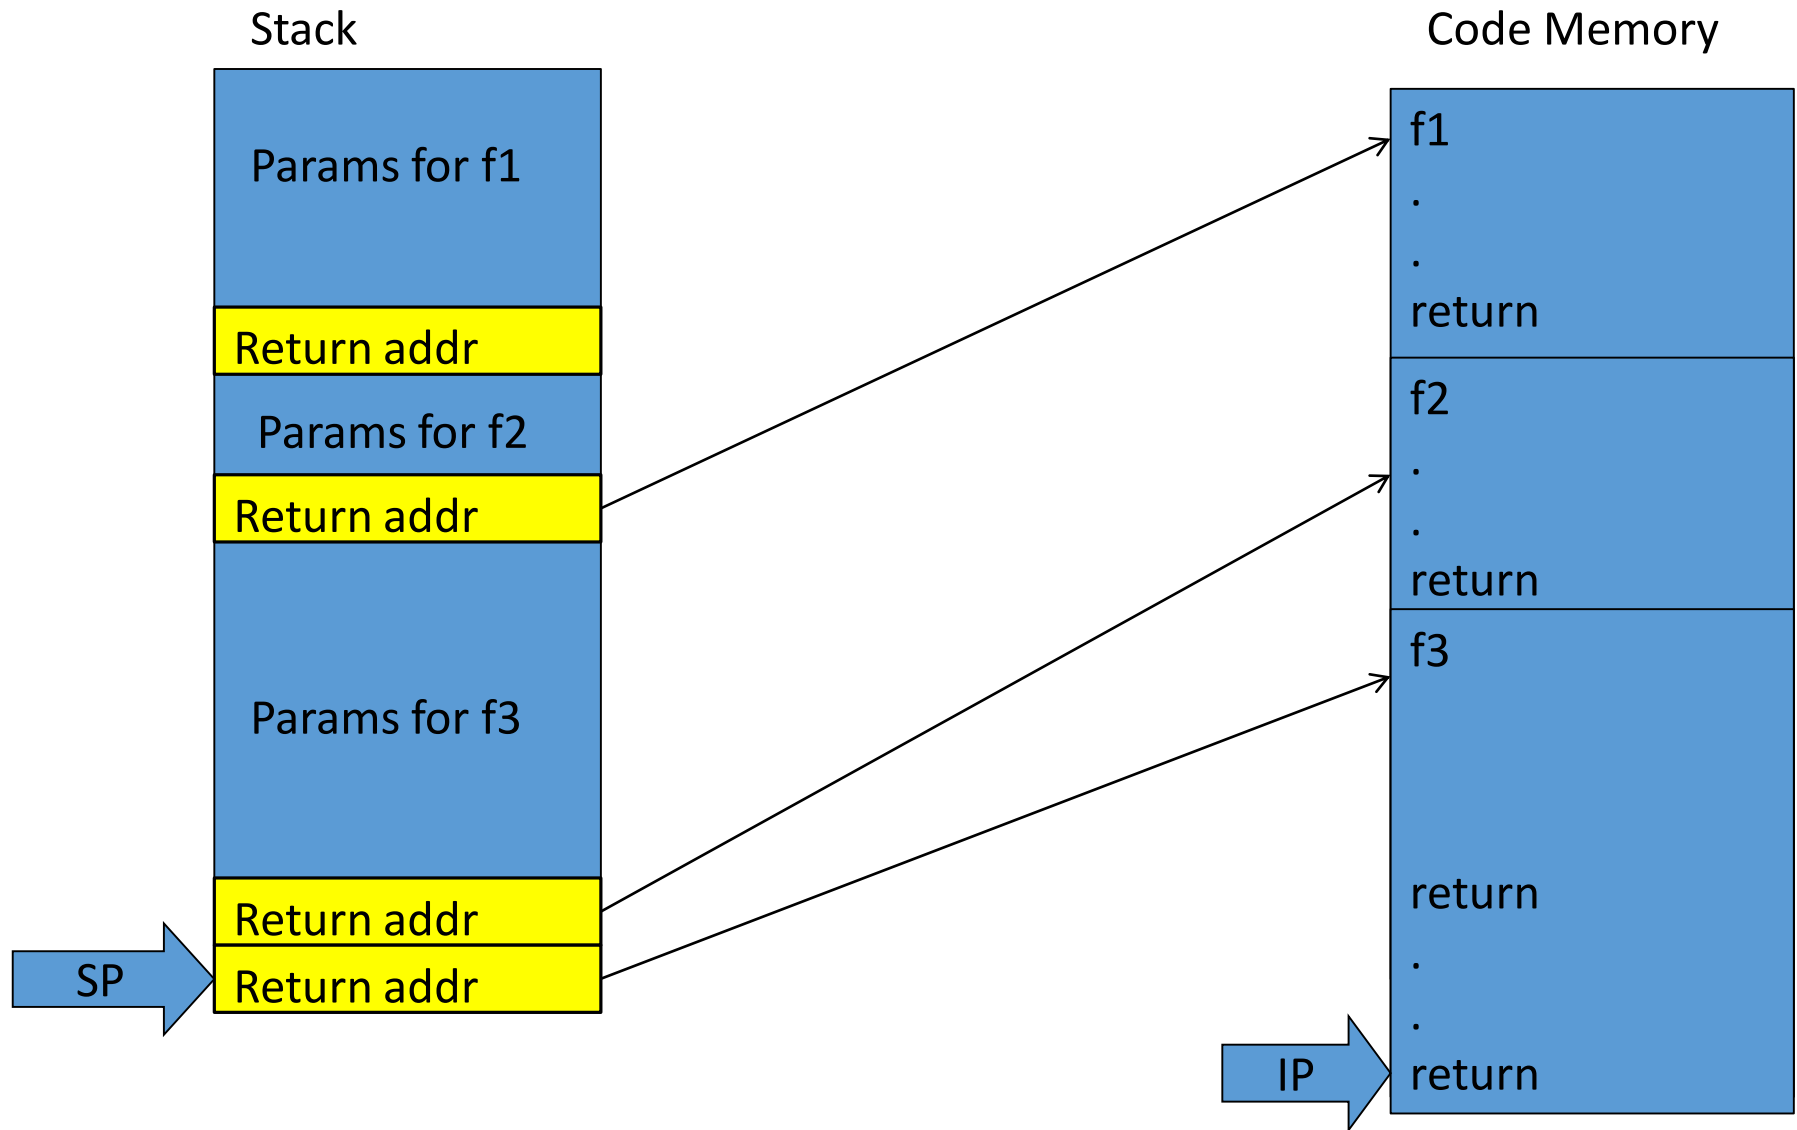 Stack
Params for f1
Return addr
Params for f2
Return addr
Params for f3
Return addr
SP
Return addr
Code Memory
f1
.
.
return
f2
.
.
return
f3
return
.
.
IP
return